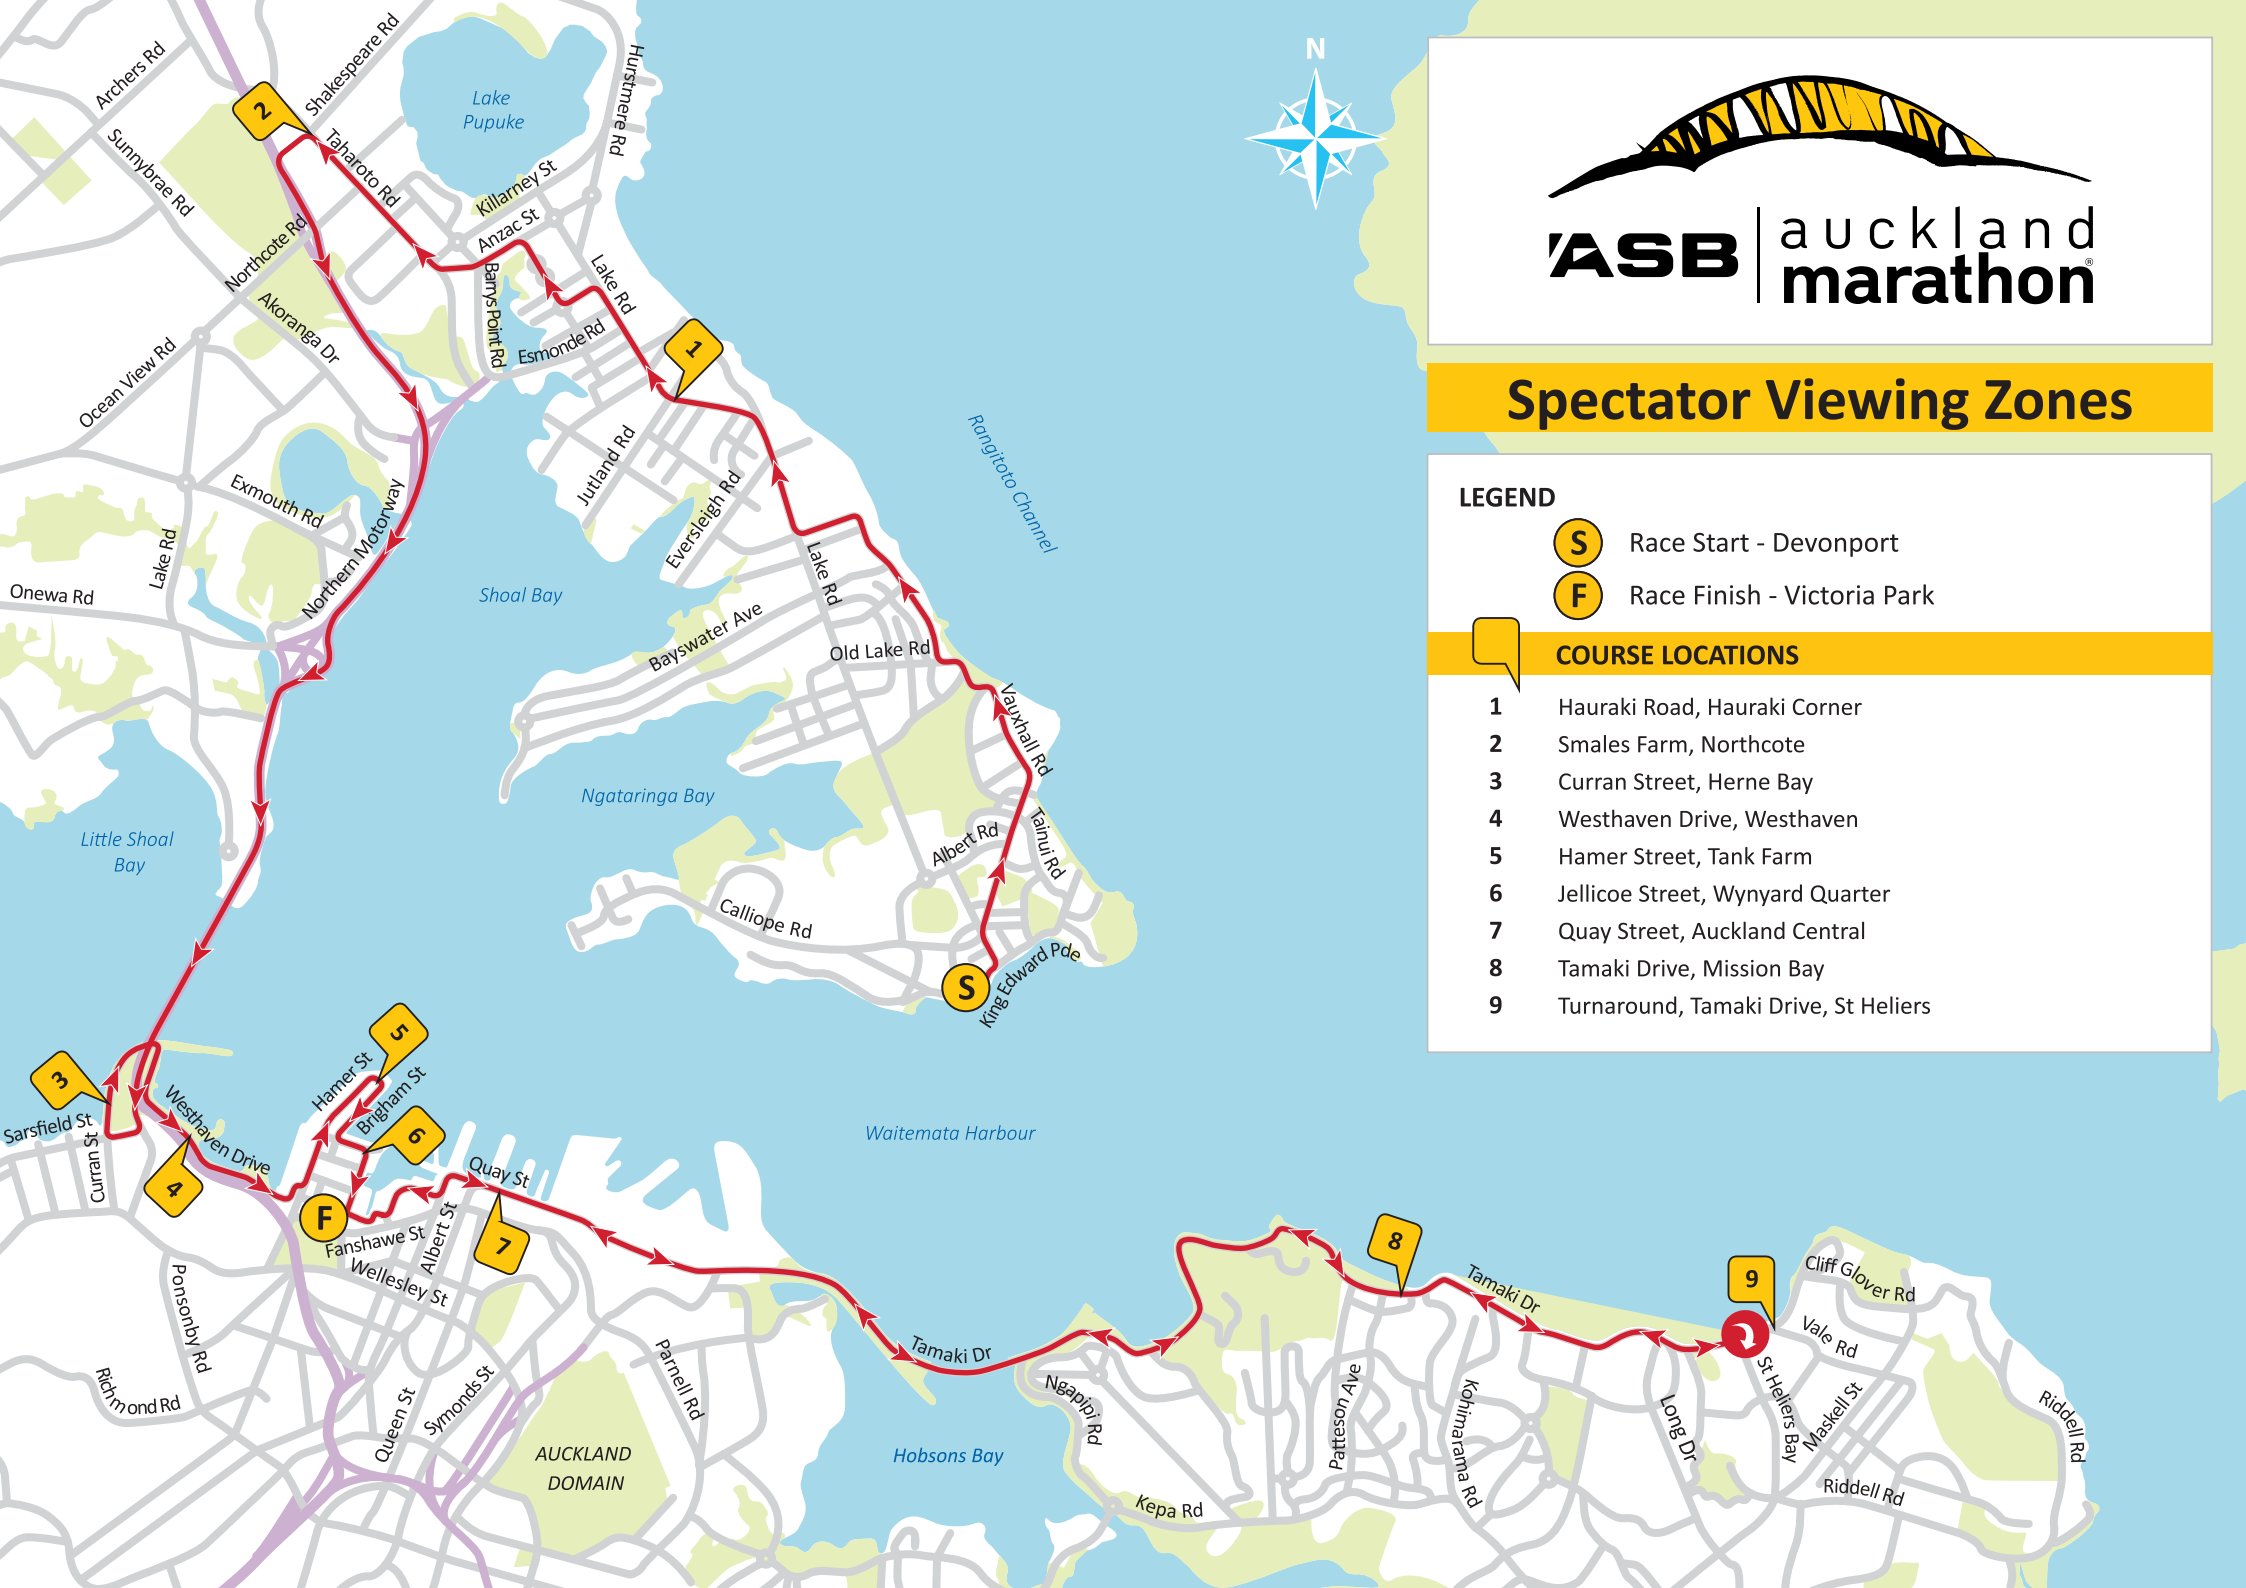 N
ASB
auckland
marathon®
Spectator Viewing Zones
LEGEND
S Race Start - Devonport
F Race Finish - Victoria Park
COURSE LOCATIONS
1 Hauraki Road, Hauraki Corner
2 Smales Farm, Northcote
3 Curran Street, Herne Bay
4 Westhaven Drive, Westhaven
5 Hamer Street, Tank Farm
6 Jellicoe Street, Wynyard Quarter
7 Quay Street, Auckland Central
8 Tamaki Drive, Mission Bay
9 Turnaround, Tamaki Drive, St Heliers
Archers Rd
Shakespeare Rd
Hurstmere Rd
2
Lake
Pupuke
Sunnybrae Rd
Taharoto Rd
Killarney St
Anzac St
Northcote Rd
Barrys Point Rd
Lake Rd
Akoranga Dr
Esmonde Rd
1
Ocean View Rd
Rangitoto Channel
Jutland Rd
Eversleigh Rd
Exmouth Rd
Northern Motorway
Lake Rd
Lake Rd
Onewa Rd
Shoal Bay
Bayswater Ave
Old Lake Rd
Vauxhall Rd
Ngataringa Bay
Little Shoal
Bay
Albert Rd
Tainui Rd
Calliope Rd
S
King Edward Pde
5
Hamer St
3
Brigham St
Westhaven Drive
Sarsfield St
6
Waitemata Harbour
Curran St
4
Quay St
F
Fanshawe St
Albert St
7
8
Wellesley St
Tamaki Dr
9
Cliff Glover Rd
Ponsonby Rd
Vale Rd
Parnell Rd
Tamaki Dr
Richmond Rd
Queen St
Symonds St
Ngapipi Rd
Patteson Ave
Kohimarama Rd
Long Dr
St Heliers Bay
Maskell St
Riddell Rd
AUCKLAND
DOMAIN
Hobsons Bay
Kepa Rd
Riddell Rd